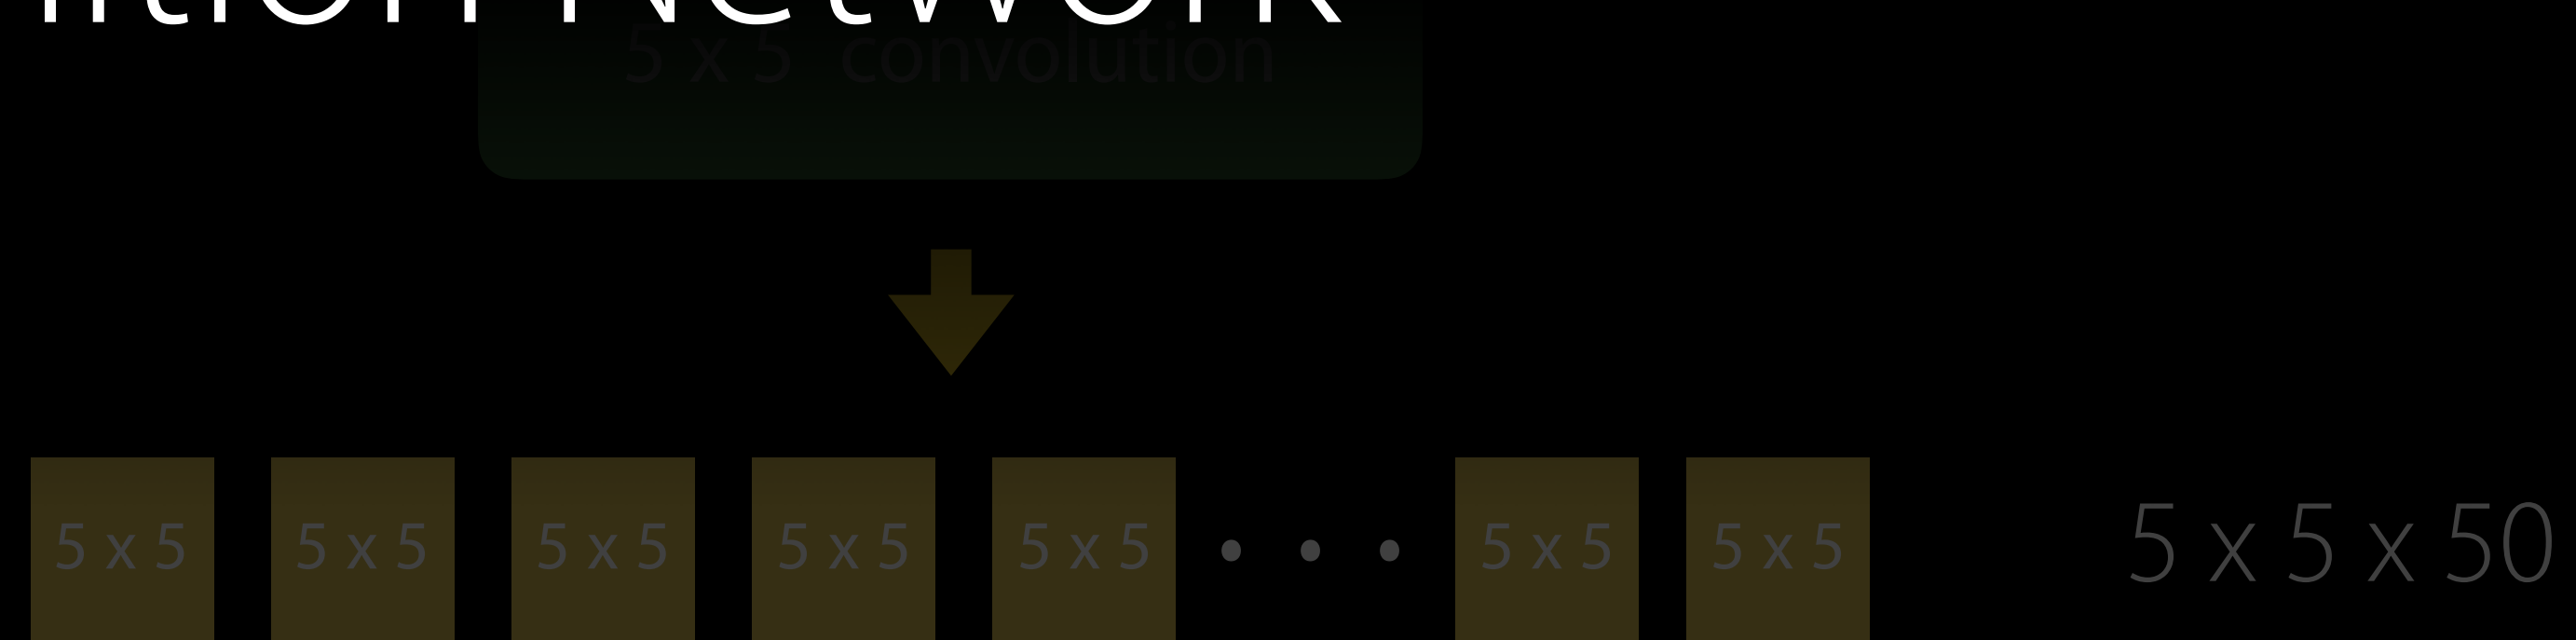 Network
5 x 5 convolution
5 x 5 5 x 5 5 x 5 5 x 5 5 x 5 • • • 5 x 5 5 x 5 5 x 5 x 50